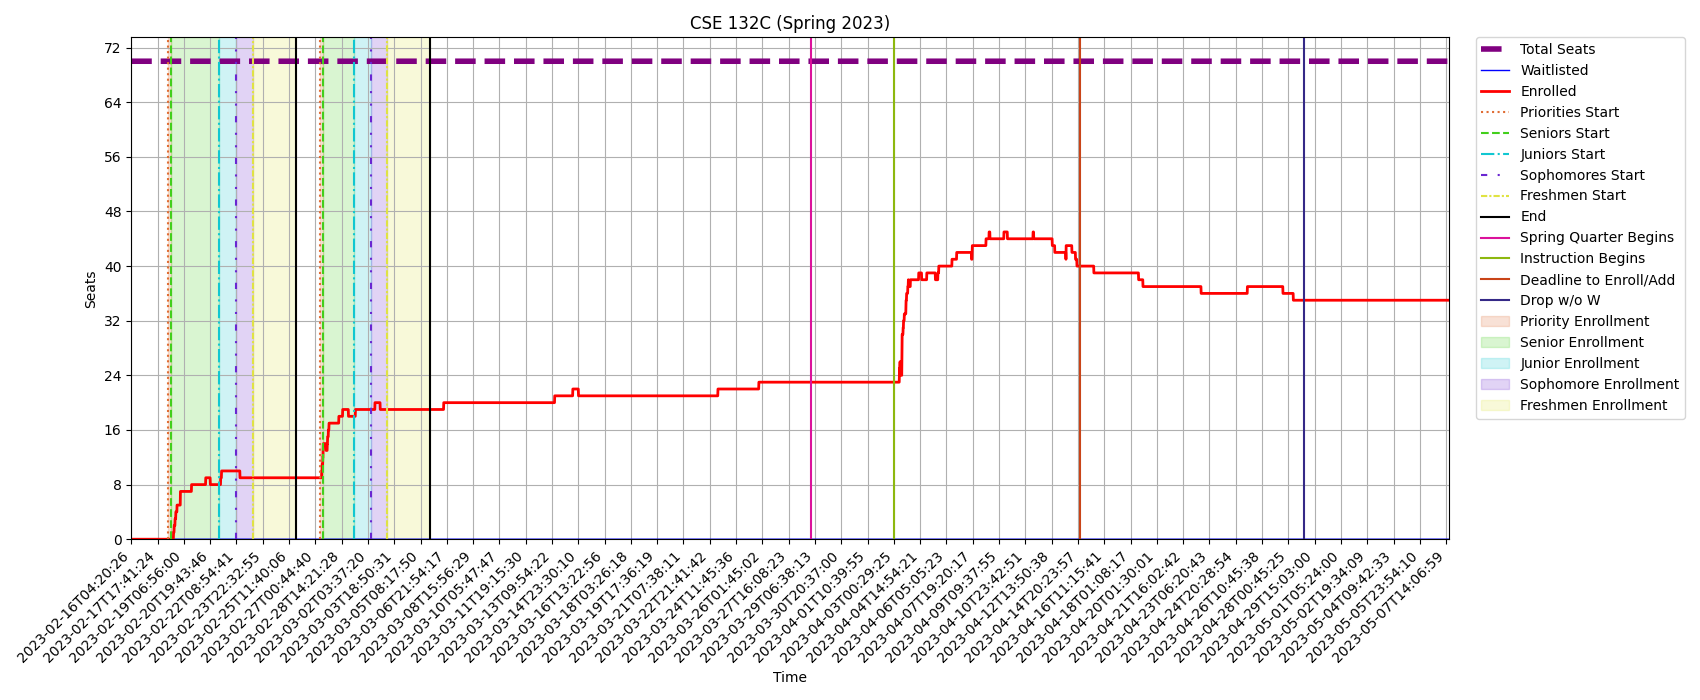 CSE 132C (Spring 2023)
72
64
56
48
40
32
24
16
8
0
Seats
2023-02-16T04:20:26
2023-02-17T17:41:24
2023-02-19T06:56:00
2023-02-20T19:43:46
2023-02-22T08:54:41
2023-02-23T22:32:55
2023-02-25T11:40:06
2023-02-27T00:44:40
2023-02-28T14:21:28
2023-03-02T03:37:20
2023-03-03T18:50:31
2023-03-05T08:17:50
2023-03-06T21:54:17
2023-03-08T15:56:29
2023-03-10T05:47:47
2023-03-11T19:15:30
2023-03-13T09:54:22
2023-03-14T23:30:10
2023-03-16T13:22:56
2023-03-18T03:26:18
2023-03-19T17:36:19
2023-03-21T07:38:11
2023-03-22T21:41:42
2023-03-24T11:45:36
2023-03-26T01:45:02
2023-03-27T16:08:23
2023-03-29T06:38:13
2023-03-30T20:37:00
2023-04-01T10:39:55
2023-04-03T00:29:25
2023-04-04T14:54:21
2023-04-06T05:05:23
2023-04-07T19:20:17
2023-04-09T09:37:55
2023-04-10T23:42:51
2023-04-12T13:50:38
2023-04-14T20:23:57
2023-04-16T11:15:41
2023-04-18T01:08:17
2023-04-20T01:30:01
2023-04-21T16:02:42
2023-04-23T06:20:43
2023-04-24T20:28:54
2023-04-26T10:45:38
2023-04-28T00:45:25
2023-04-29T15:03:00
2023-05-01T05:24:00
2023-05-02T19:34:09
2023-05-04T09:42:33
2023-05-05T23:54:10
2023-05-07T14:06:59
Time
Total Seats
Waitlisted
Enrolled
Priorities Start
Seniors Start
Juniors Start
Sophomores Start
Freshmen Start
End
Spring Quarter Begins
Instruction Begins
Deadline to Enroll/Add
Drop w/o W
Priority Enrollment
Senior Enrollment
Junior Enrollment
Sophomore Enrollment
Freshmen Enrollment